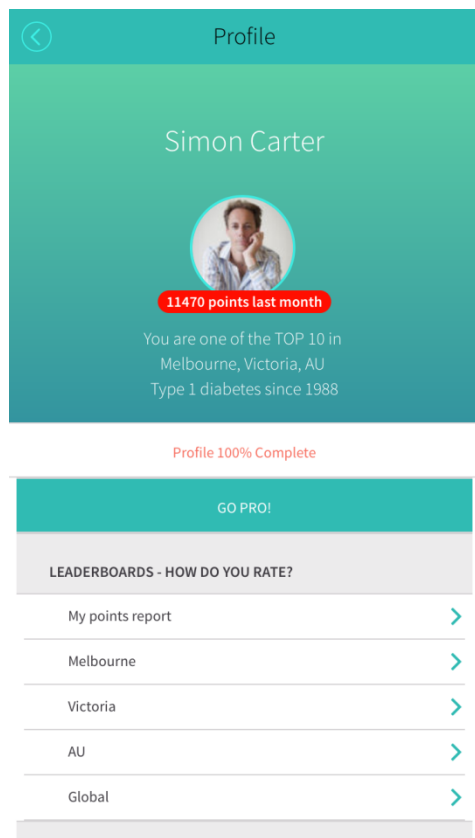 Profile
Simon Carter
11470 points last month
You are one of the TOP 10 in
Melbourne, Victoria, AU
Type 1 diabetes since 1988
Profile 100% Complete
GO PRO!
LEADERBOARDS - HOW DO YOU RATE?
My points report
Melbourne
Victoria
AU
Global